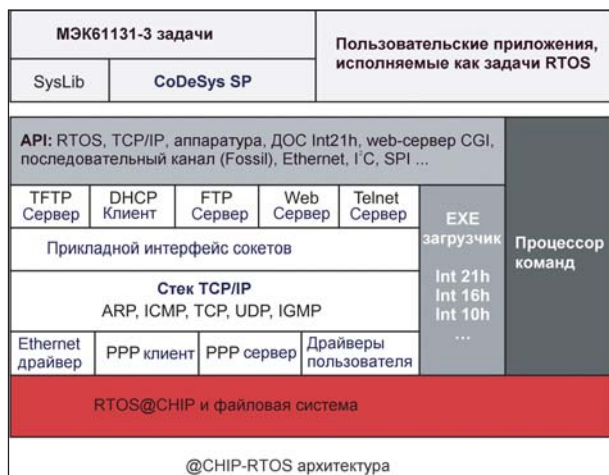 МЭК61131-3 задачи
SysLib
CoDeSys SP
Пользовательские приложения,
исполняемые как задачи RTOS
API: RTOS, TCP/IP, аппаратура, ДОС Int21h, web-сервер CGI,
последовательный канал (Fossil), Ethernet, I²C, SPI ...
TFTP
Сервер
DHCP
Клиент
FTP
Сервер
Web
Сервер
Telnet
Сервер
Прикладной интерфейс сокетов
Стек TCP/IP
ARP, ICMP, TCP, UDP, IGMP
Ethernet
драйвер
PPP клиент
PPP сервер
Драйверы
пользователя
EXE
загрузчик
Int 21h
Int 16h
Int 10h
...
Процессор
команд
RTOS@CHIP и файловая система
@CHIP-RTOS архитектура